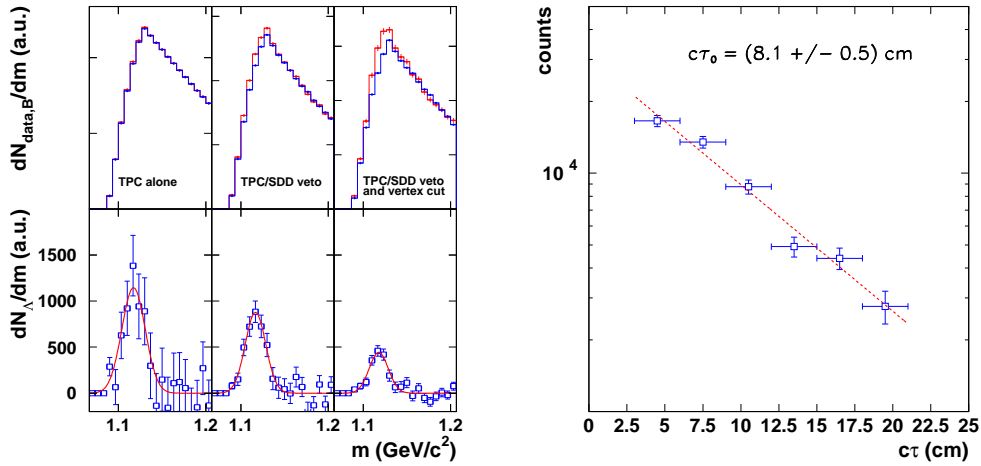 dN_data,B/dm (a.u.)
TPC alone
TPC/SDD veto
TPC/SDD veto
and vertex cut
dN_Λ/dm (a.u.)
1500
1000
500
0
1.1 1.2 1.1 1.2 1.1 1.2
m (GeV/c²)
counts
cτ₀ = (8.1 +/− 0.5) cm
10⁴
0 2.5 5 7.5 10 12.5 15 17.5 20 22.5 25
cτ (cm)